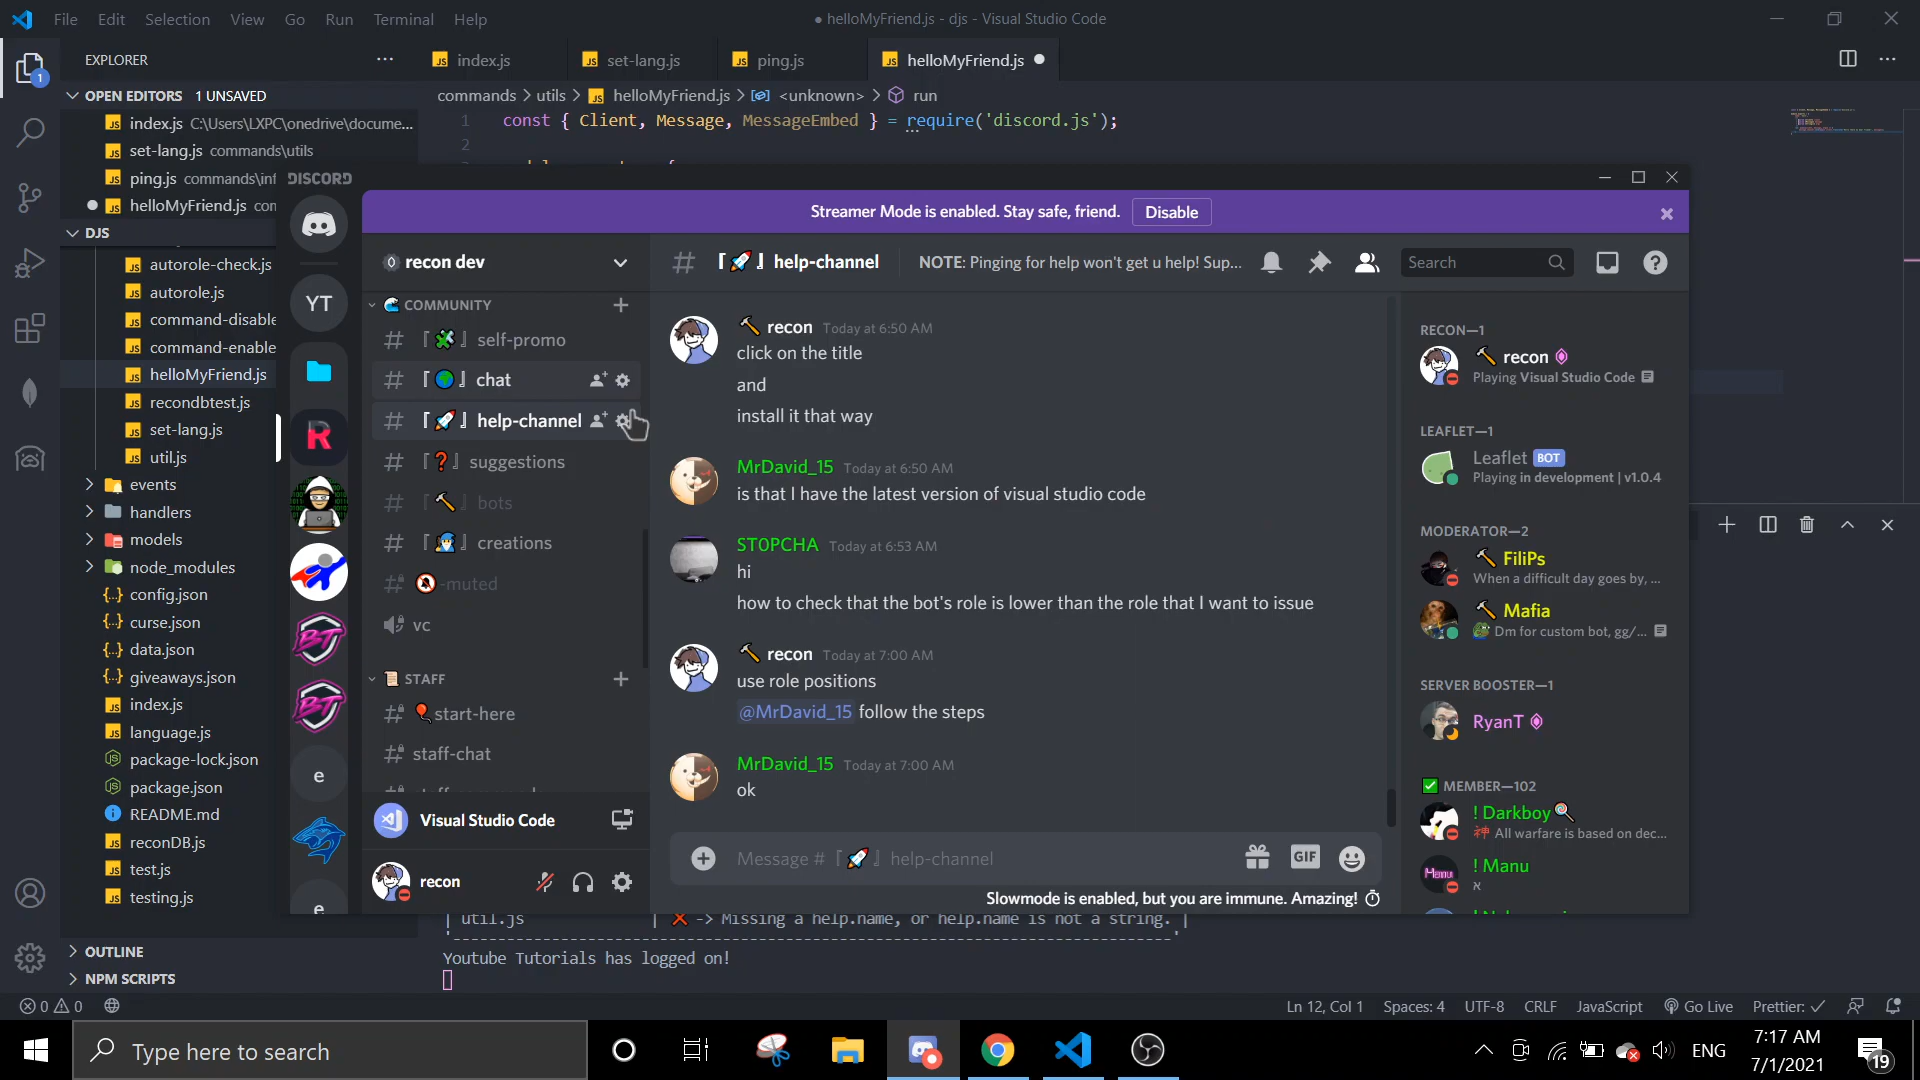 File Edit Selection View Go Run Terminal Help
● helloMyFriend.js - djs - Visual Studio Code
EXPLORER
index.js
set-lang.js
ping.js
helloMyFriend.js
OPEN EDITORS 1 UNSAVED
index.js C:\Users\LXPC\onedrive\docume...
set-lang.js commands\utils
ping.js commands\inf
helloMyFriend.js con
DJS
autorole-check.js
autorole.js
command-disable
command-enable
helloMyFriend.js
recondbtest.js
set-lang.js
util.js
events
handlers
models
node_modules
config.json
curse.json
data.json
giveaways.json
index.js
language.js
package-lock.json
package.json
README.md
reconDB.js
test.js
testing.js
OUTLINE
NPM SCRIPTS
commands > utils > helloMyFriend.js > <unknown> > run
1 const { Client, Message, MessageEmbed } = require('discord.js');
2
DISCORD
Streamer Mode is enabled. Stay safe, friend. Disable
YT
R
e
e
recon dev
COMMUNITY
# 『🧩』 self-promo
# 『🌍』 chat
# 『🚀』 help-channel
# 『❓』 suggestions
# 『🔨』 bots
# 『』 creations
# 🔕-muted
VC
📜 STAFF
# 🎈start-here
# staff-chat
Visual Studio Code
recon
# 『🚀』 help-channel
NOTE: Pinging for help won't get u help! Sup...
Search
🔨 recon Today at 6:50 AM
click on the title
and
install it that way
MrDavid_15 Today at 6:50 AM
is that I have the latest version of visual studio code
ST0PCHA Today at 6:53 AM
hi
how to check that the bot's role is lower than the role that I want to issue
🔨 recon Today at 7:00 AM
use role positions
@MrDavid_15 follow the steps
MrDavid_15 Today at 7:00 AM
ok
Message # 『🚀』 help-channel
GIF
Slowmode is enabled, but you are immune. Amazing!
RECON—1
🔨 recon
Playing Visual Studio Code
LEAFLET—1
Leaflet BOT
Playing in development | v1.0.4
MODERATOR—2
🔨 FiliPs
When a difficult day goes by, ...
🔨 Mafia
Dm for custom bot, gg/...
SERVER BOOSTER—1
RyanT
✅ MEMBER—102
! Darkboy🍭
神 All warfare is based on dec...
! Manu
א
| util.js | ❌ -> Missing a help.name, or help.name is not a string. |
'---------------------------------------------------------------'
Youtube Tutorials has logged on!
0 0
Ln 12, Col 1 Spaces: 4 UTF-8 CRLF JavaScript Go Live Prettier: ✓
Type here to search
ENG
7:17 AM
7/1/2021
19